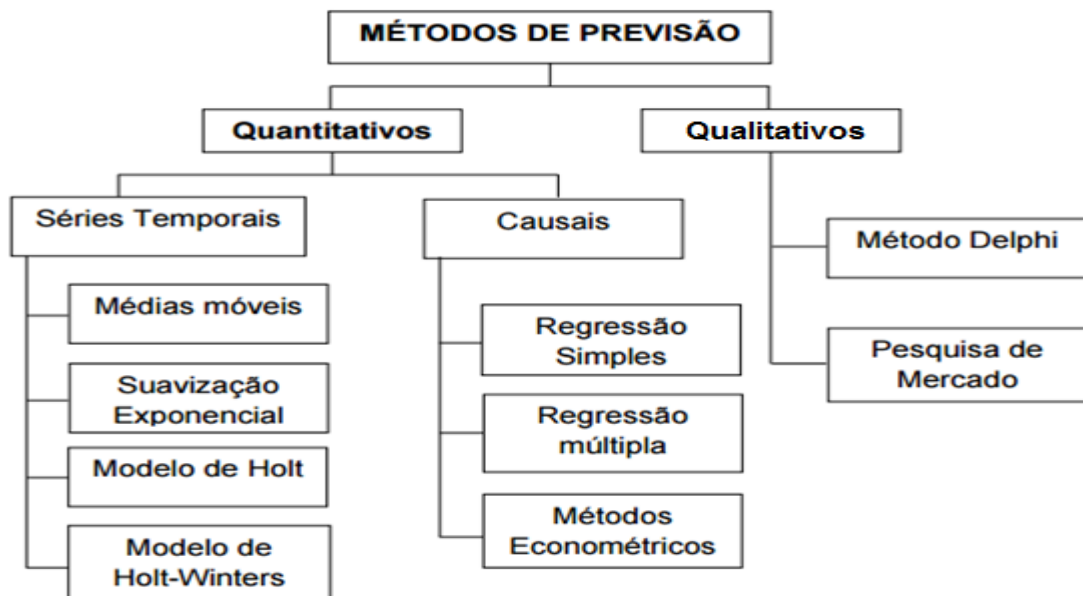 MÉTODOS DE PREVISÃO
Quantitativos
Qualitativos
Séries Temporais
Causais
Médias móveis
Suavização
Exponencial
Modelo de Holt
Modelo de
Holt-Winters
Regressão
Simples
Regressão
múltipla
Métodos
Econométricos
Método Delphi
Pesquisa de
Mercado